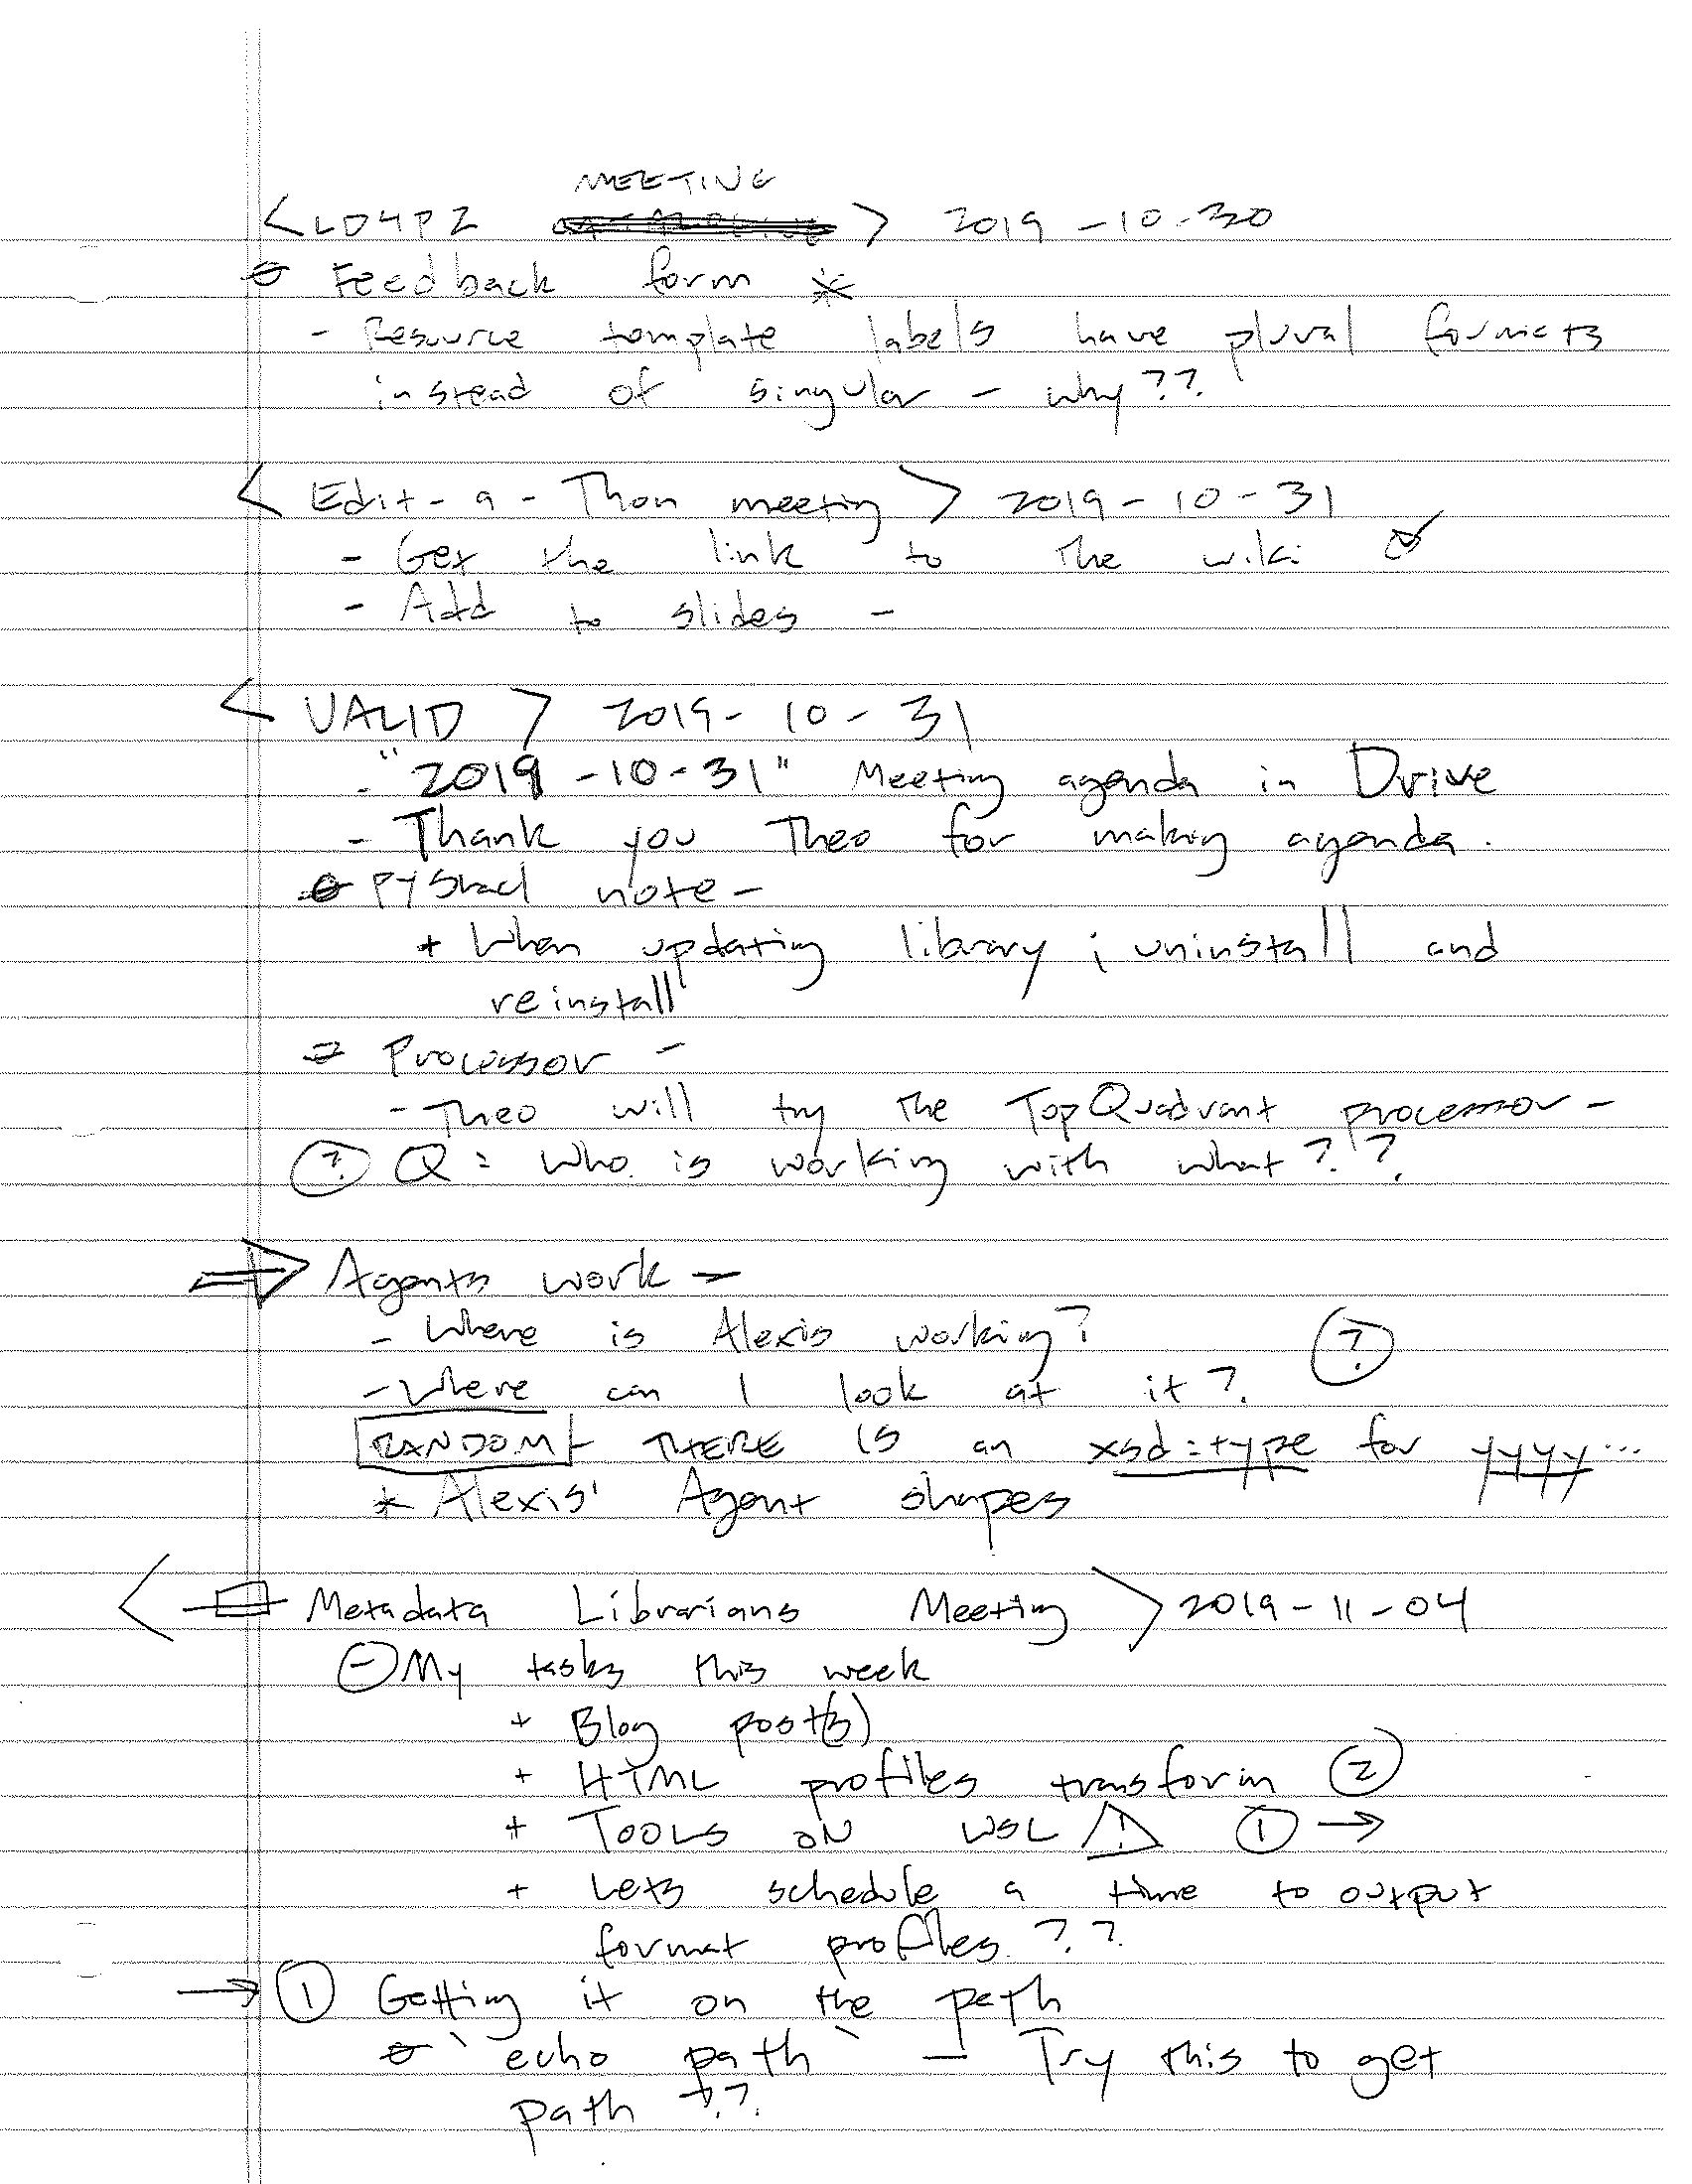 MEETING
<LD4P2 > 2019-10-30
Feedback form *
- Resource template labels have plural formats
instead of singular - why??
< Edit-a-Thon meeting > 2019-10-31
- Get the link to the wiki
- Add to slides -
< VALID > 2019-10-31
- "2019-10-31" Meeting agenda in Drive
- Thank you Theo for making agenda.
PYShacl note -
+ When updating library; uninstall and
reinstall
Processor -
- Theo will try the TopQuadrant processor -
? Q: Who is working with what??
⇒ Agents work -
- Where is Alexis working? ?
- Where can I look at it?
RANDOM - THERE IS an xsd:type for yyyy...
* Alexis' Agent shapes
< Metadata Librarians Meeting > 2019-11-04
- My tasks this week
+ Blog post(s)
+ HTML profiles transform 2
+ TOOLS ON WSL ! 1 →
+ Lets schedule a time to output
format profiles??
→ 1 Getting it on the path
`echo path` - Try this to get
path ??